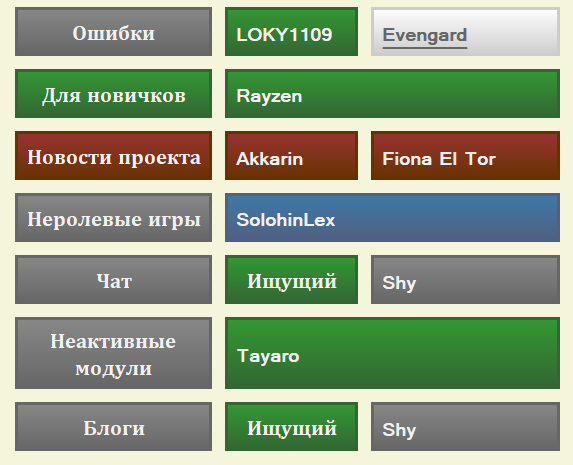 Ошибки LOKY1109 Evengard
Для новичков Rayzen
Новости проекта Akkarin Fiona El Tor
Неролевые игры SolohinLex
Чат Ищущий Shy
Неактивные
модули Tayaro
Блоги Ищущий Shy